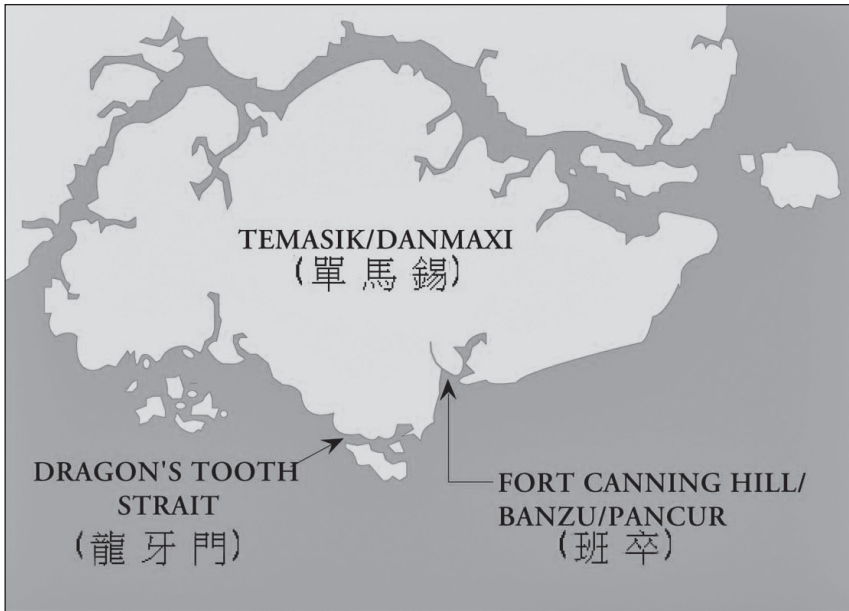 TEMASIK/DANMAXI
(單馬錫)
DRAGON'S TOOTH
STRAIT
(龍牙門)
FORT CANNING HILL/
BANZU/PANCUR
(班卒)